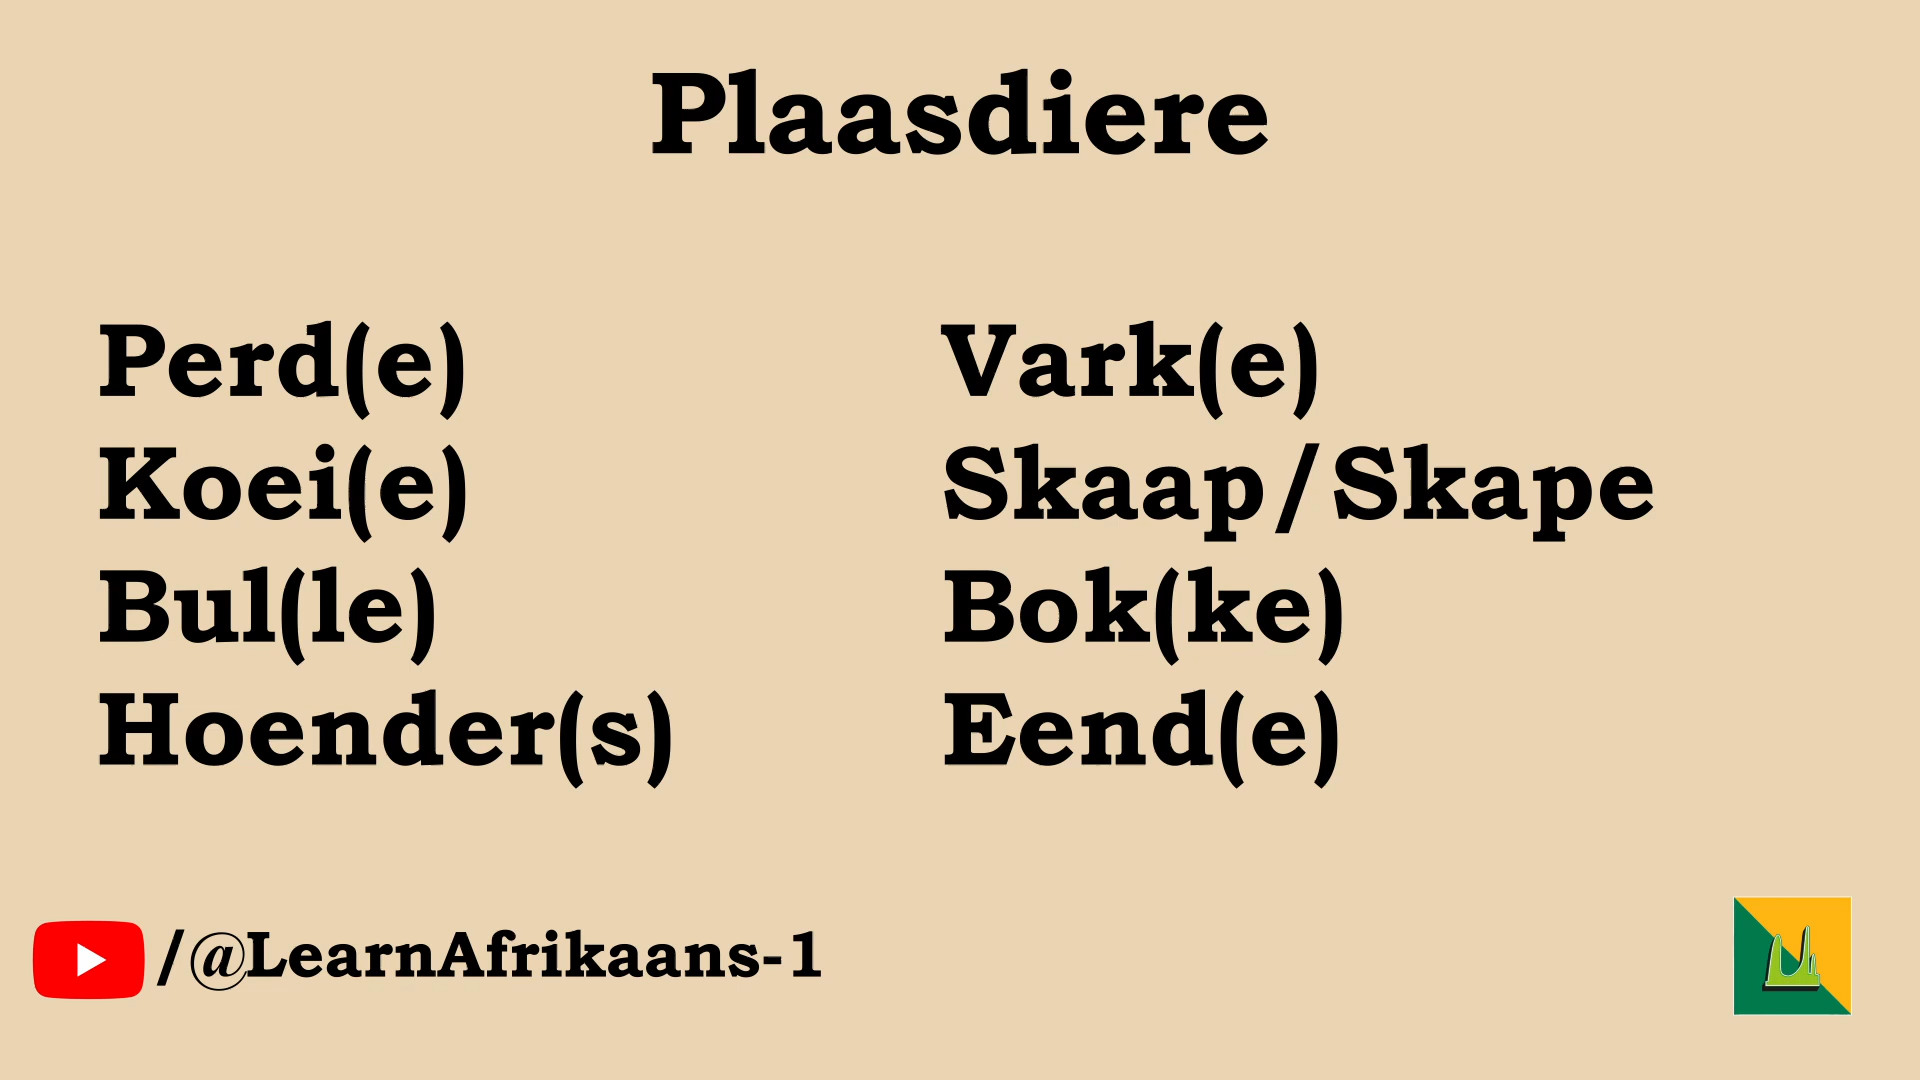 Plaasdiere
Perd(e)
Koei(e)
Bul(le)
Hoender(s)
Vark(e)
Skaap/Skape
Bok(ke)
Eend(e)
/@LearnAfrikaans-1